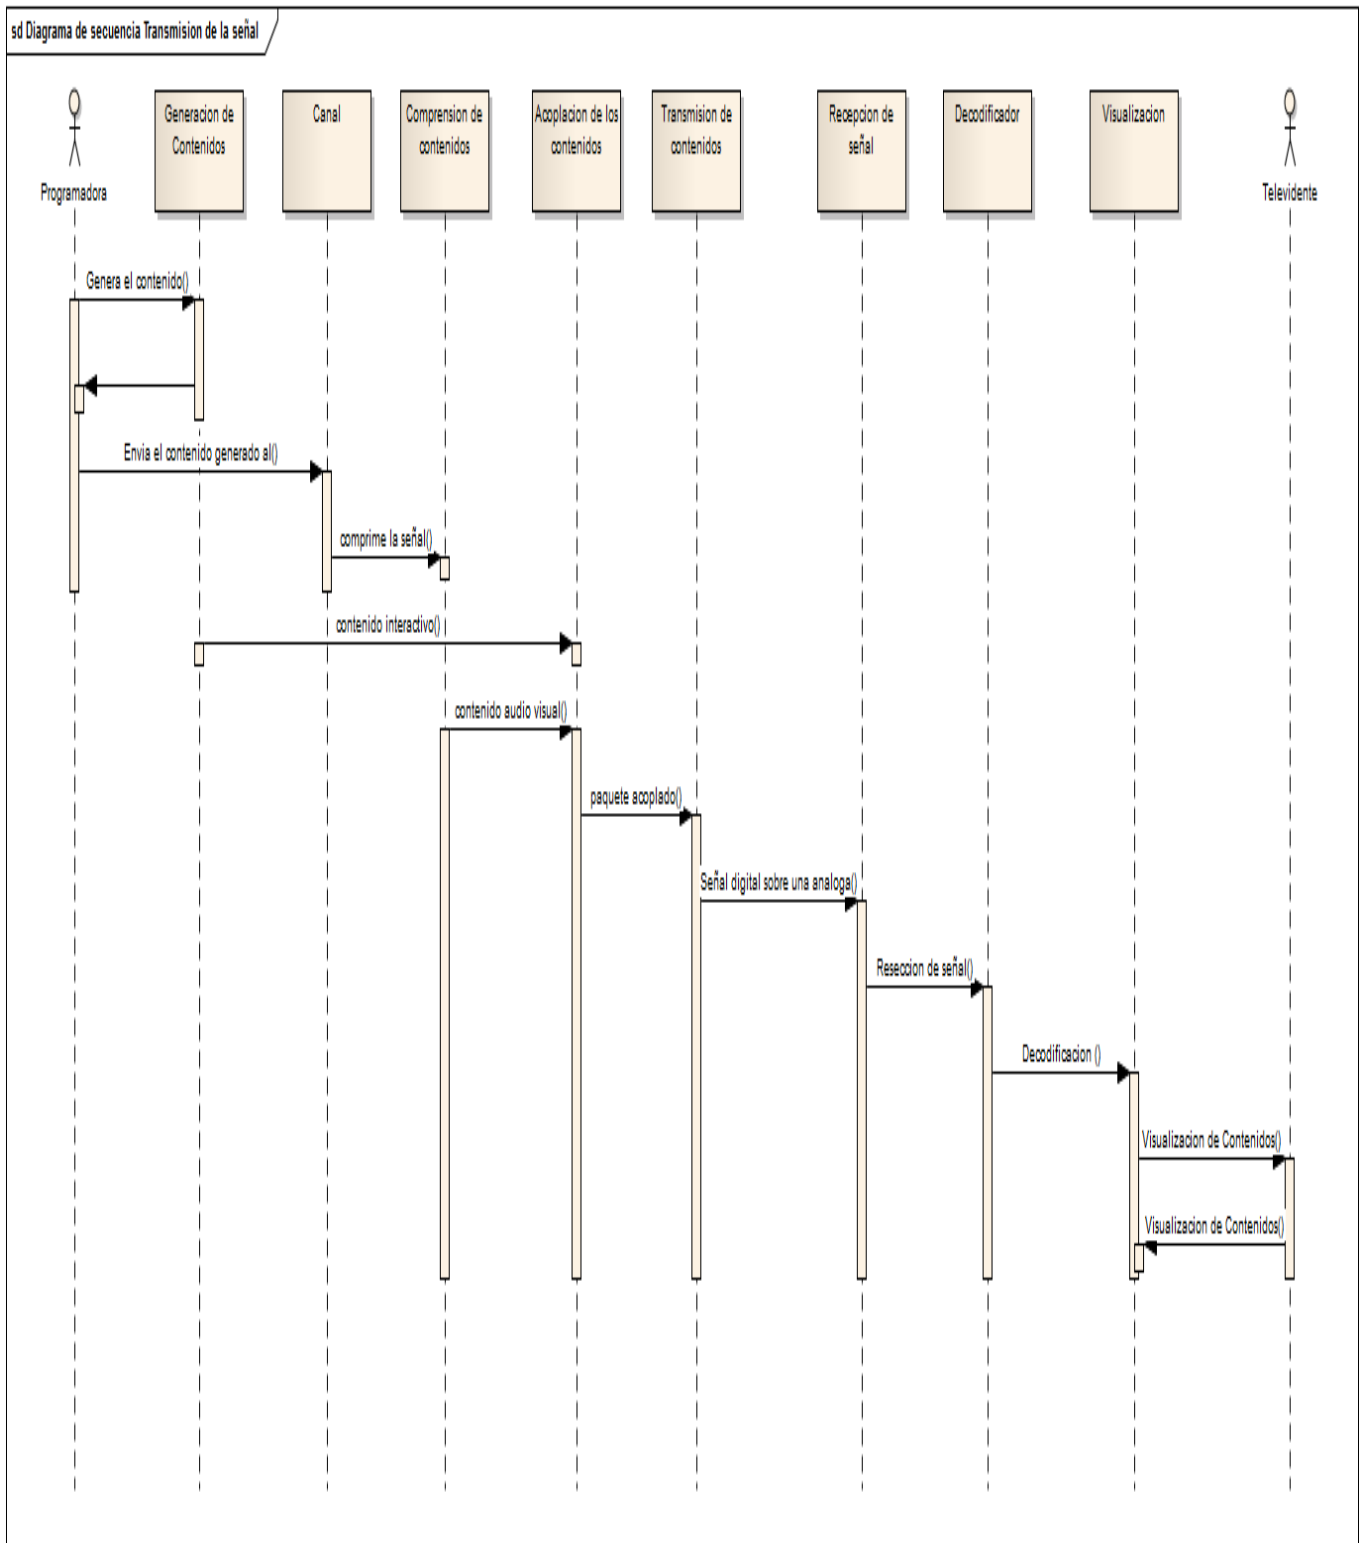 sd Diagrama de secuencia Transmision de la señal
Programadora
Generacion de
Contenidos
Canal
Comprension de
contenidos
Acoplacion de los
contenidos
Transmision de
contenidos
Recepcion de
señal
Decodificador
Visualizacion
Televidente
Genera el contenido()
Envia el contenido generado al()
comprime la señal()
contenido interactivo()
contenido audio visual()
paquete acoplado()
Señal digital sobre una analoga()
Reseccion de señal()
Decodificacion ()
Visualizacion de Contenidos()
Visualizacion de Contenidos()